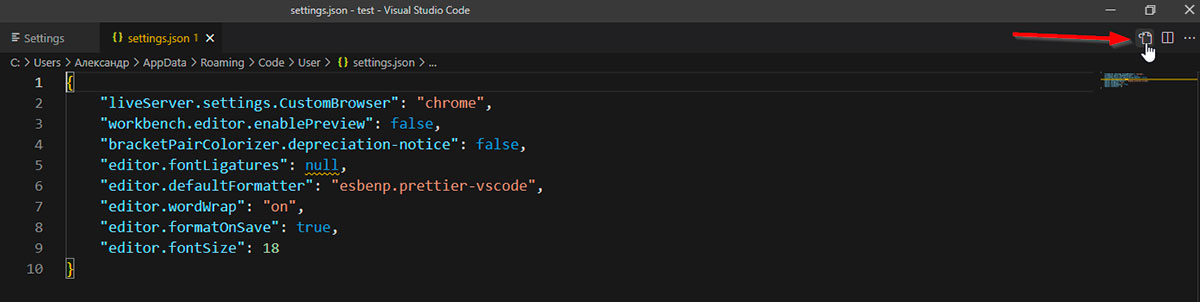 settings.json - test - Visual Studio Code
Settings
settings.json 1
C: > Users > Александр > AppData > Roaming > Code > User > {} settings.json > ...
1 {
2 "liveServer.settings.CustomBrowser": "chrome",
3 "workbench.editor.enablePreview": false,
4 "bracketPairColorizer.depreciation-notice": false,
5 "editor.fontLigatures": null,
6 "editor.defaultFormatter": "esbenp.prettier-vscode",
7 "editor.wordWrap": "on",
8 "editor.formatOnSave": true,
9 "editor.fontSize": 18
10 }